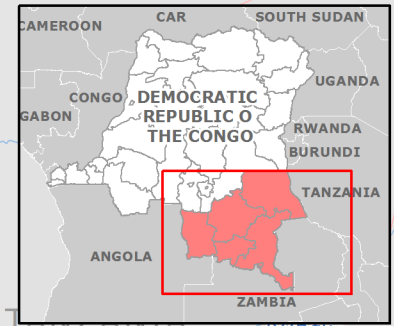 CAMEROON
CAR
SOUTH SUDAN
UGANDA
CONGO
DEMOCRATIC
GABON
REPUBLIC O
THE CONGO
RWANDA
BURUNDI
TANZANIA
ANGOLA
ZAMBIA